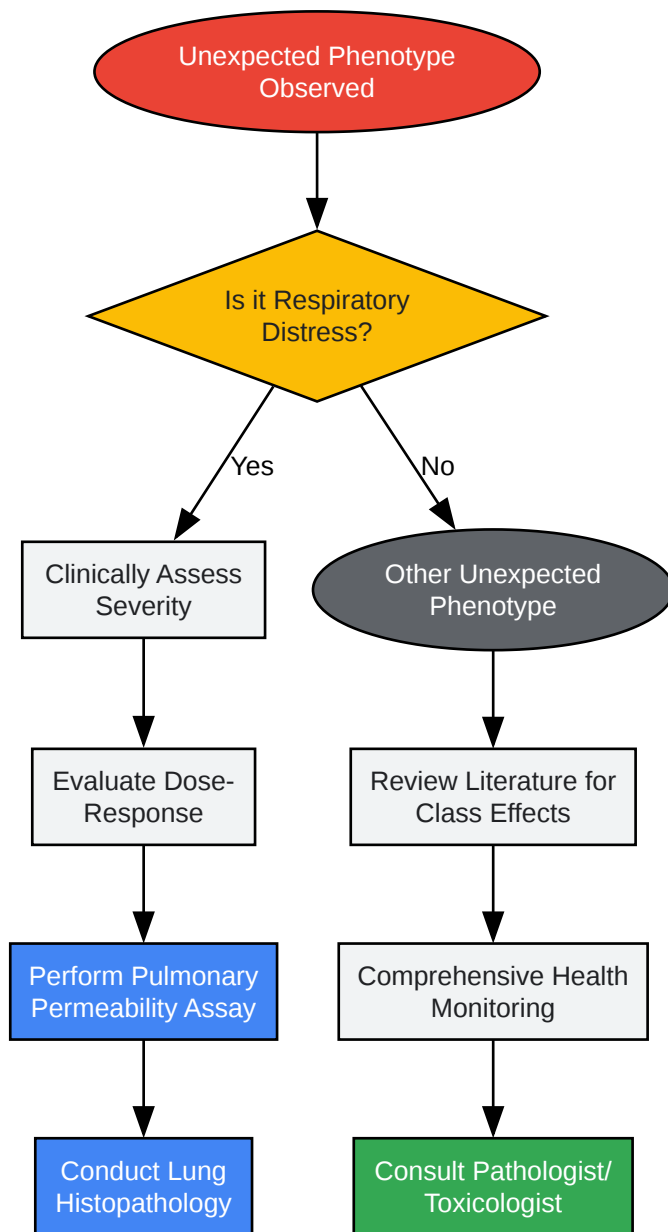 Unexpected Phenotype
Observed
Is it Respiratory
Distress?
Yes
No
Clinically Assess
Severity
Other Unexpected
Phenotype
Evaluate Dose-
Response
Review Literature for
Class Effects
Perform Pulmonary
Permeability Assay
Comprehensive Health
Monitoring
Conduct Lung
Histopathology
Consult Pathologist/
Toxicologist